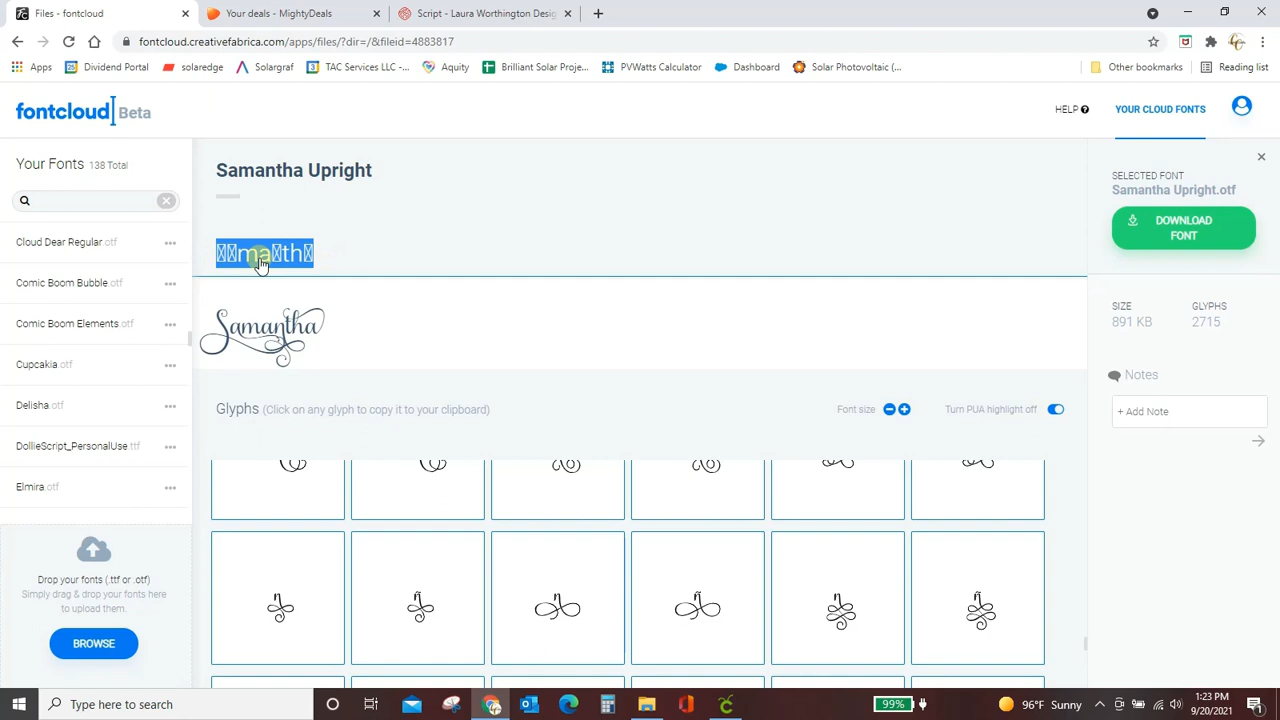 Files - fontcloud
Your deals - MightyDeals
Script - Laura Worthington Desig
fontcloud.creativefabrica.com/apps/files/?dir=/&fileid=4883817
Apps
Dividend Portal
solaredge
Solargraf
TAC Services LLC -...
Aquity
Brilliant Solar Proje...
PVWatts Calculator
Dashboard
Solar Photovoltaic (...
Other bookmarks
Reading list
fontcloud Beta
HELP
YOUR CLOUD FONTS
Your Fonts 138 Total
Cloud Dear Regular.otf
Comic Boom Bubble.otf
Comic Boom Elements.otf
Cupcakia.otf
Delisha.otf
DollieScript_PersonalUse.ttf
Elmira.otf
Drop your fonts (.ttf or .otf)
Simply drag & drop your fonts here
to upload them.
BROWSE
Samantha Upright
ma th
Samantha
Glyphs (Click on any glyph to copy it to your clipboard)
Font size
Turn PUA highlight off
SELECTED FONT
Samantha Upright.otf
DOWNLOAD
FONT
SIZE
891 KB
GLYPHS
2715
Notes
+ Add Note
Type here to search
99%
96°F Sunny
1:23 PM
9/20/2021